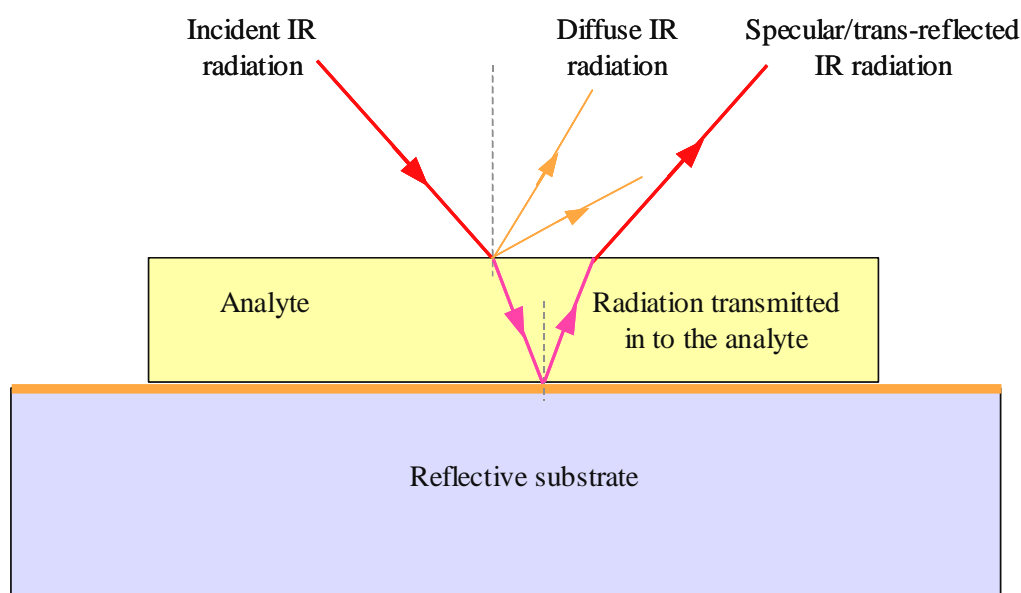 Incident IR
radiation
Diffuse IR
radiation
Specular/trans-reflected
IR radiation
Analyte
Radiation transmitted
in to the analyte
Reflective substrate